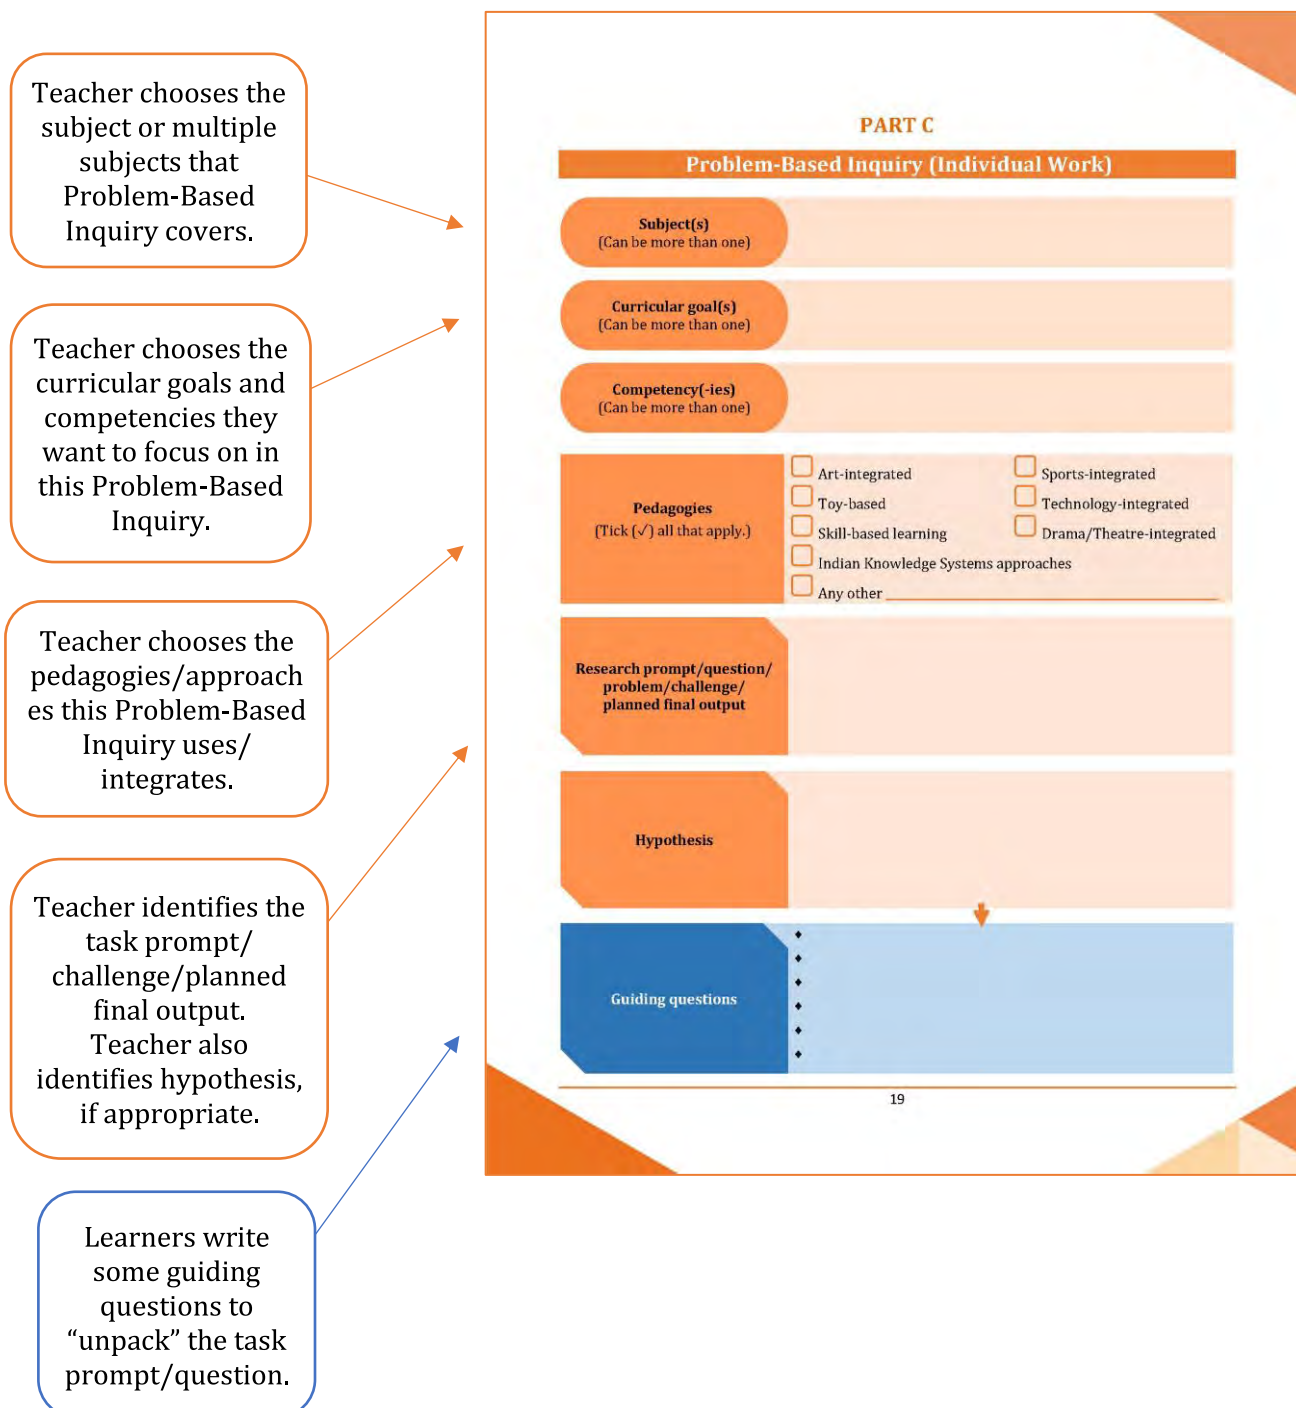 Teacher chooses the
subject or multiple
subjects that
Problem-Based
Inquiry covers.
Teacher chooses the
curricular goals and
competencies they
want to focus on in
this Problem-Based
Inquiry.
Teacher chooses the
pedagogies/approach
es this Problem-Based
Inquiry uses/
integrates.
Teacher identifies the
task prompt/
challenge/planned
final output.
Teacher also
identifies hypothesis,
if appropriate.
Learners write
some guiding
questions to
“unpack” the task
prompt/question.
PART C
Problem-Based Inquiry (Individual Work)
Subject(s)
(Can be more than one)
Curricular goal(s)
(Can be more than one)
Competency(-ies)
(Can be more than one)
Pedagogies
(Tick (✓) all that apply.)
Art-integrated
Sports-integrated
Toy-based
Technology-integrated
Skill-based learning
Drama/Theatre-integrated
Indian Knowledge Systems approaches
Any other
Research prompt/question/
problem/challenge/
planned final output
Hypothesis
Guiding questions
19